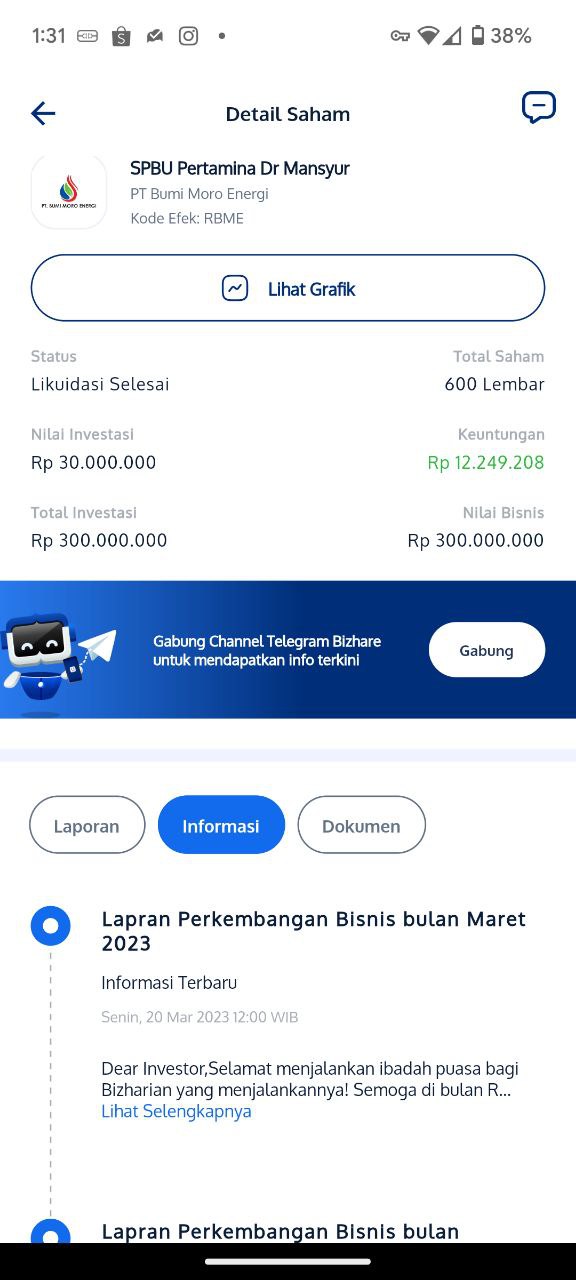 1:31
38%
Detail Saham
SPBU Pertamina Dr Mansyur
PT Bumi Moro Energi
Kode Efek: RBME
PT. BUMI MORO ENERGI
Lihat Grafik
Status
Total Saham
Likuidasi Selesai
600 Lembar
Nilai Investasi
Keuntungan
Rp 30.000.000
Rp 12.249.208
Total Investasi
Nilai Bisnis
Rp 300.000.000
Rp 300.000.000
Gabung Channel Telegram Bizhare
untuk mendapatkan info terkini
Gabung
Laporan
Informasi
Dokumen
Lapran Perkembangan Bisnis bulan Maret
2023
Informasi Terbaru
Senin, 20 Mar 2023 12:00 WIB
Dear Investor,Selamat menjalankan ibadah puasa bagi
Bizharian yang menjalankannya! Semoga di bulan R...
Lihat Selengkapnya
Lapran Perkembangan Bisnis bulan